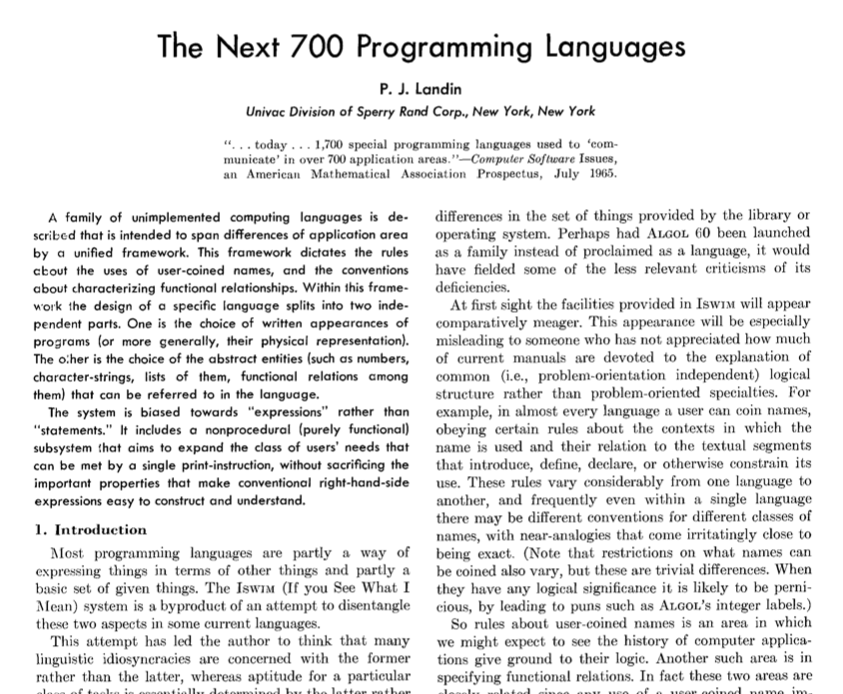 The Next 700 Programming Languages
P. J. Landin
Univac Division of Sperry Rand Corp., New York, New York
“. . . today . . . 1,700 special programming languages used to ‘com-
municate’ in over 700 application areas.”—Computer Software Issues,
an American Mathematical Association Prospectus, July 1965.
A family of unimplemented computing languages is de-
scribed that is intended to span differences of application area
by a unified framework. This framework dictates the rules
about the uses of user-coined names, and the conventions
about characterizing functional relationships. Within this frame-
work the design of a specific language splits into two inde-
pendent parts. One is the choice of written appearances of
programs (or more generally, their physical representation).
The other is the choice of the abstract entities (such as numbers,
character-strings, lists of them, functional relations among
them) that can be referred to in the language.
The system is biased towards "expressions" rather than
"statements." It includes a nonprocedural (purely functional)
subsystem that aims to expand the class of users' needs that
can be met by a single print-instruction, without sacrificing the
important properties that make conventional right-hand-side
expressions easy to construct and understand.
1. Introduction
Most programming languages are partly a way of
expressing things in terms of other things and partly a
basic set of given things. The ISWIM (If you See What I
Mean) system is a byproduct of an attempt to disentangle
these two aspects in some current languages.
This attempt has led the author to think that many
linguistic idiosyncracies are concerned with the former
rather than the latter, whereas aptitude for a particular
class of tasks is essentially determined by the latter rather
differences in the set of things provided by the library or
operating system. Perhaps had ALGOL 60 been launched
as a family instead of proclaimed as a language, it would
have fielded some of the less relevant criticisms of its
deficiencies.
At first sight the facilities provided in ISWIM will appear
comparatively meager. This appearance will be especially
misleading to someone who has not appreciated how much
of current manuals are devoted to the explanation of
common (i.e., problem-orientation independent) logical
structure rather than problem-oriented specialties. For
example, in almost every language a user can coin names,
obeying certain rules about the contexts in which the
name is used and their relation to the textual segments
that introduce, define, declare, or otherwise constrain its
use. These rules vary considerably from one language to
another, and frequently even within a single language
there may be different conventions for different classes of
names, with near-analogies that come irritatingly close to
being exact. (Note that restrictions on what names can
be coined also vary, but these are trivial differences. When
they have any logical significance it is likely to be perni-
cious, by leading to puns such as ALGOL's integer labels.)
So rules about user-coined names is an area in which
we might expect to see the history of computer applica-
tions give ground to their logic. Another such area is in
specifying functional relations. In fact these two areas are
closely related since any use of a user-coined name im-